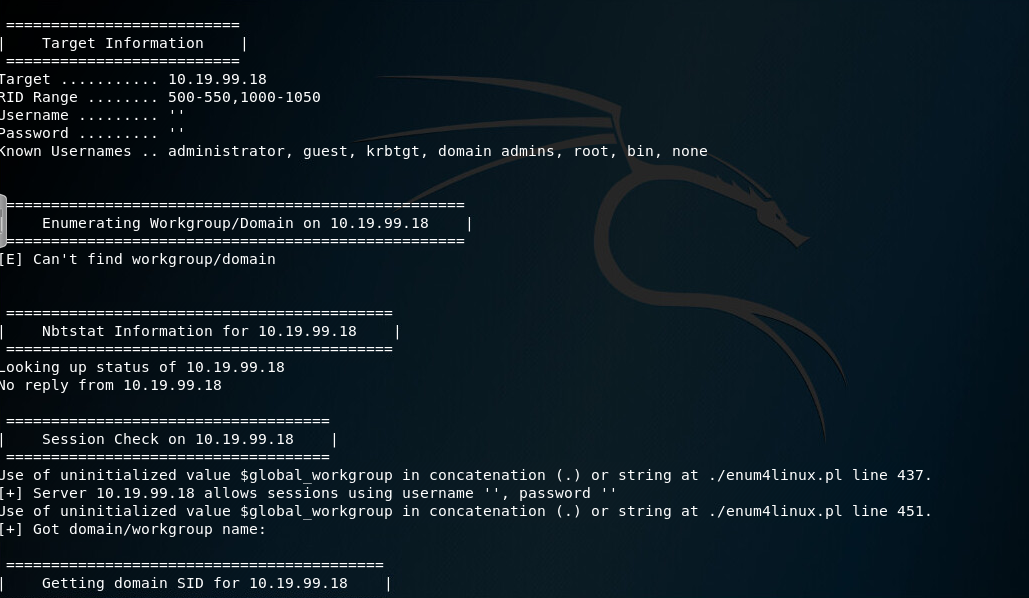 ==========================
|    Target Information    |
==========================
Target ........... 10.19.99.18
RID Range ........ 500-550,1000-1050
Username ......... ''
Password ......... ''
Known Usernames .. administrator, guest, krbtgt, domain admins, root, bin, none
===================================================
|    Enumerating Workgroup/Domain on 10.19.99.18    |
===================================================
[E] Can't find workgroup/domain
===========================================
|    Nbtstat Information for 10.19.99.18    |
===========================================
Looking up status of 10.19.99.18
No reply from 10.19.99.18
====================================
|    Session Check on 10.19.99.18    |
====================================
Use of uninitialized value $global_workgroup in concatenation (.) or string at ./enum4linux.pl line 437.
[+] Server 10.19.99.18 allows sessions using username '', password ''
Use of uninitialized value $global_workgroup in concatenation (.) or string at ./enum4linux.pl line 451.
[+] Got domain/workgroup name:
==========================================
|    Getting domain SID for 10.19.99.18    |